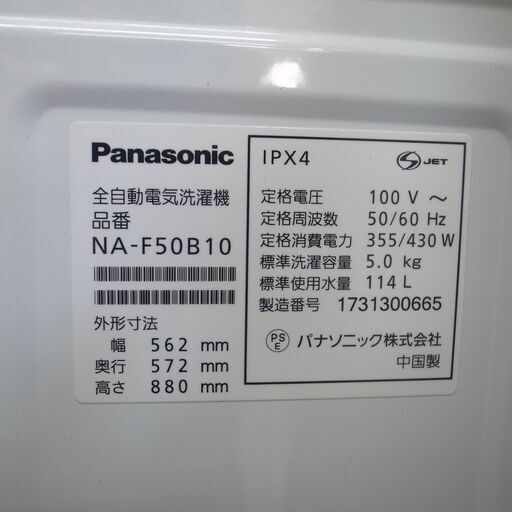 Panasonic
全自動電気洗濯機
品番
NA-F50B10
外形寸法
幅 562 mm
奥行 572 mm
高さ 880 mm
IPX4
S JET
定格電圧 100 V ～
定格周波数 50/60 Hz
定格消費電力 355/430 W
標準洗濯容量 5.0 kg
標準使用水量 114 L
製造番号 1731300665
PS E パナソニック株式会社
中国製